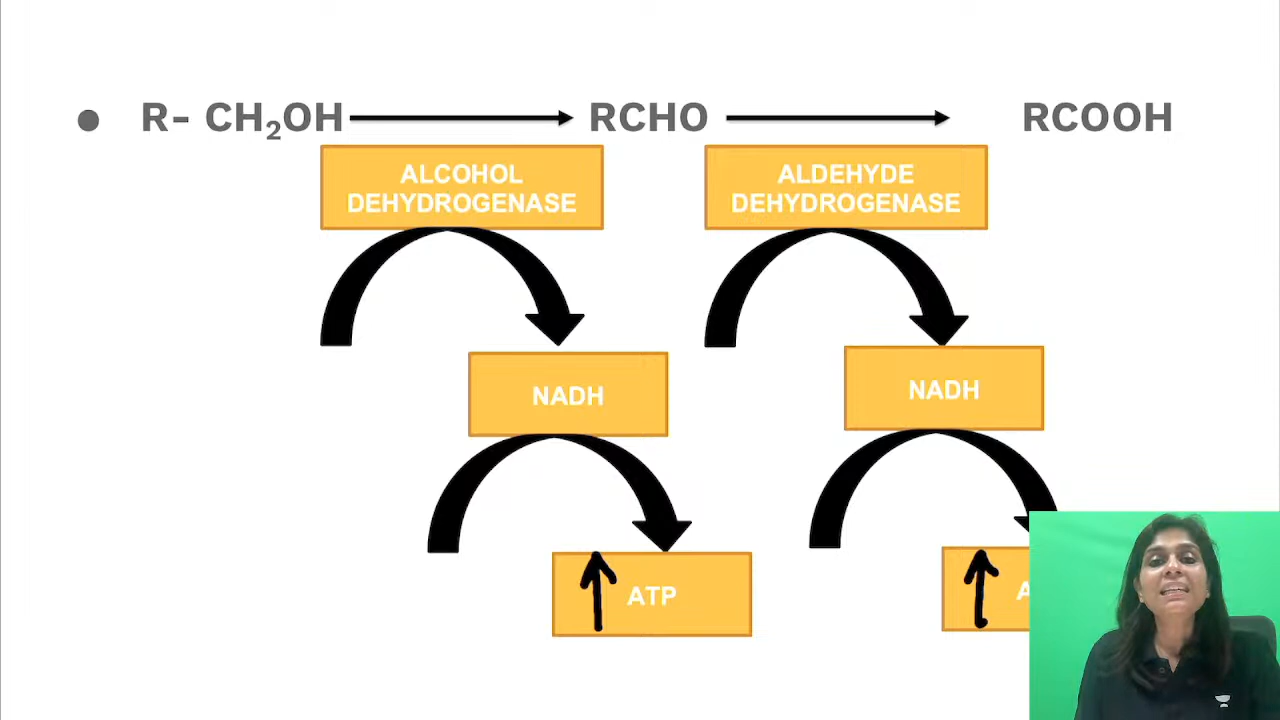 R- CH₂OH RCHO RCOOH
ALCOHOL
DEHYDROGENASE
ALDEHYDE
DEHYDROGENASE
NADH
NADH
ATP
A